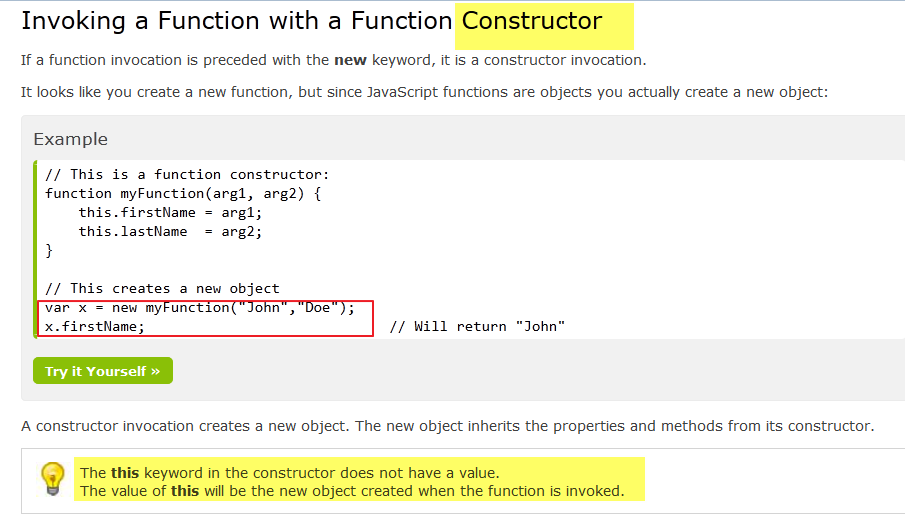 Invoking a Function with a Function Constructor
If a function invocation is preceded with the new keyword, it is a constructor invocation.
It looks like you create a new function, but since JavaScript functions are objects you actually create a new object:
Example
// This is a function constructor:
function myFunction(arg1, arg2) {
    this.firstName = arg1;
    this.lastName  = arg2;
}
// This creates a new object
var x = new myFunction("John","Doe");
x.firstName;                             // Will return "John"
Try it Yourself »
A constructor invocation creates a new object. The new object inherits the properties and methods from its constructor.
The this keyword in the constructor does not have a value.
The value of this will be the new object created when the function is invoked.